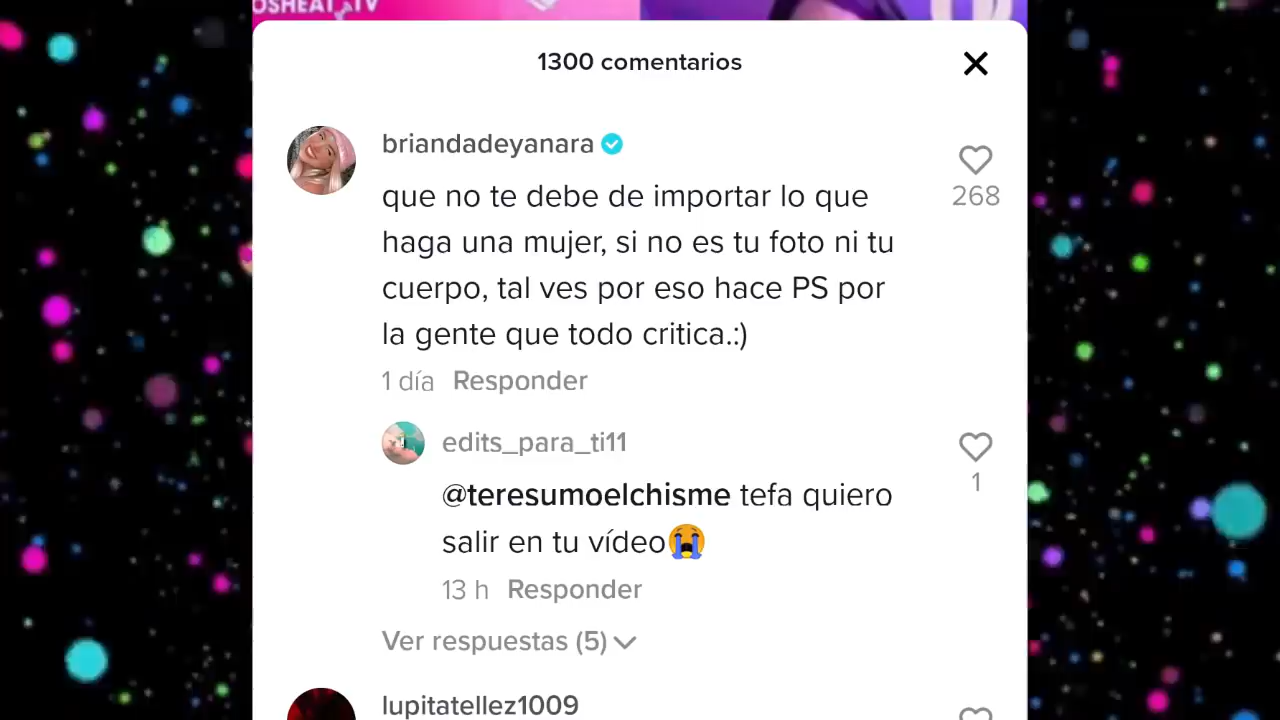 OSHEAT_TV
1300 comentarios
briandadeyanara
que no te debe de importar lo que
haga una mujer, si no es tu foto ni tu
cuerpo, tal ves por eso hace PS por
la gente que todo critica.:)
268
1 día Responder
edits_para_ti11
@teresumoelchisme tefa quiero
salir en tu vídeo😭
1
13 h Responder
Ver respuestas (5)
lupitatellez1009